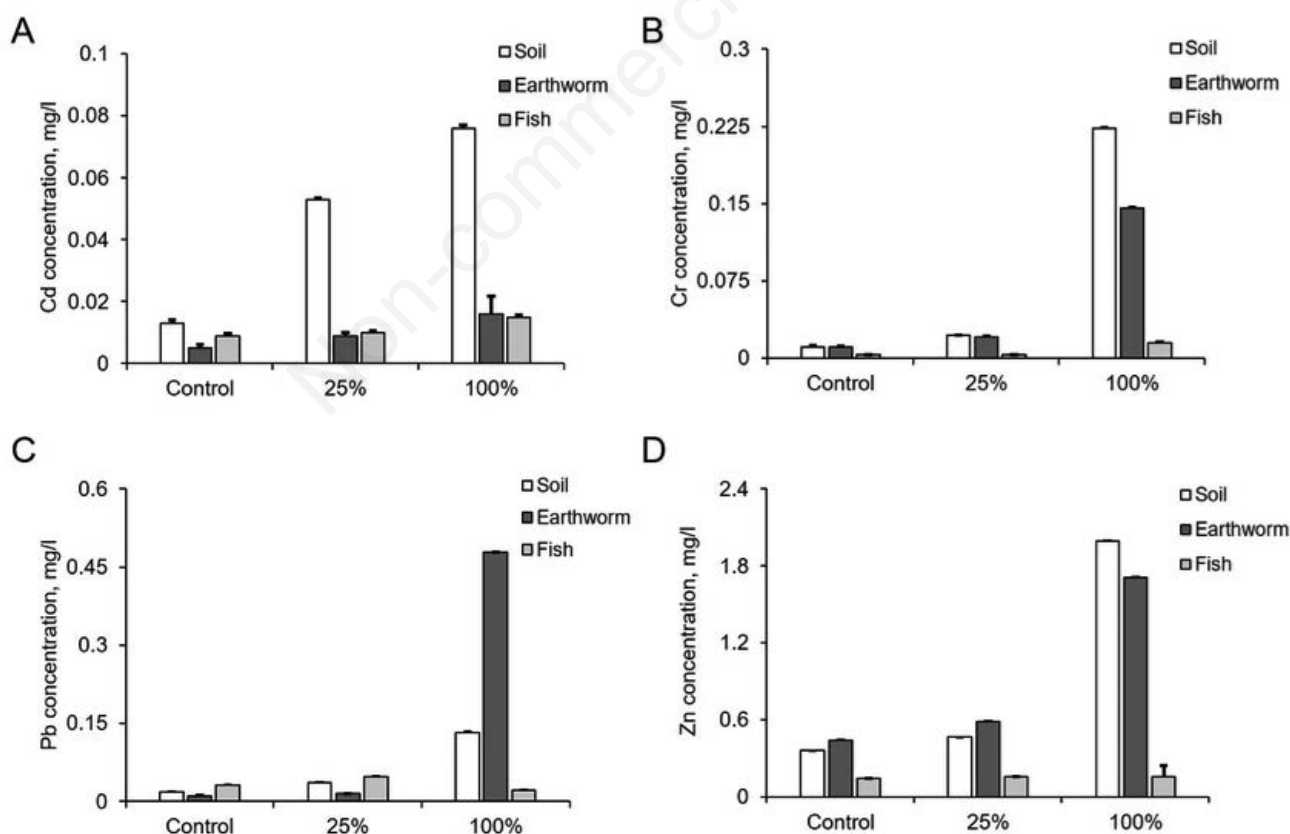 A
Cd concentration, mg/l
0.1
0.08
0.06
0.04
0.02
0
Control 25% 100%
Soil
Earthworm
Fish
B
Cr concentration, mg/l
0.3
0.225
0.15
0.075
0
Control 25% 100%
Soil
Earthworm
Fish
C
Pb concentration, mg/l
0.6
0.45
0.3
0.15
0
Control 25% 100%
Soil
Earthworm
Fish
D
Zn concentration, mg/l
2.4
1.8
1.2
0.6
0
Control 25% 100%
Soil
Earthworm
Fish
Non-commerc